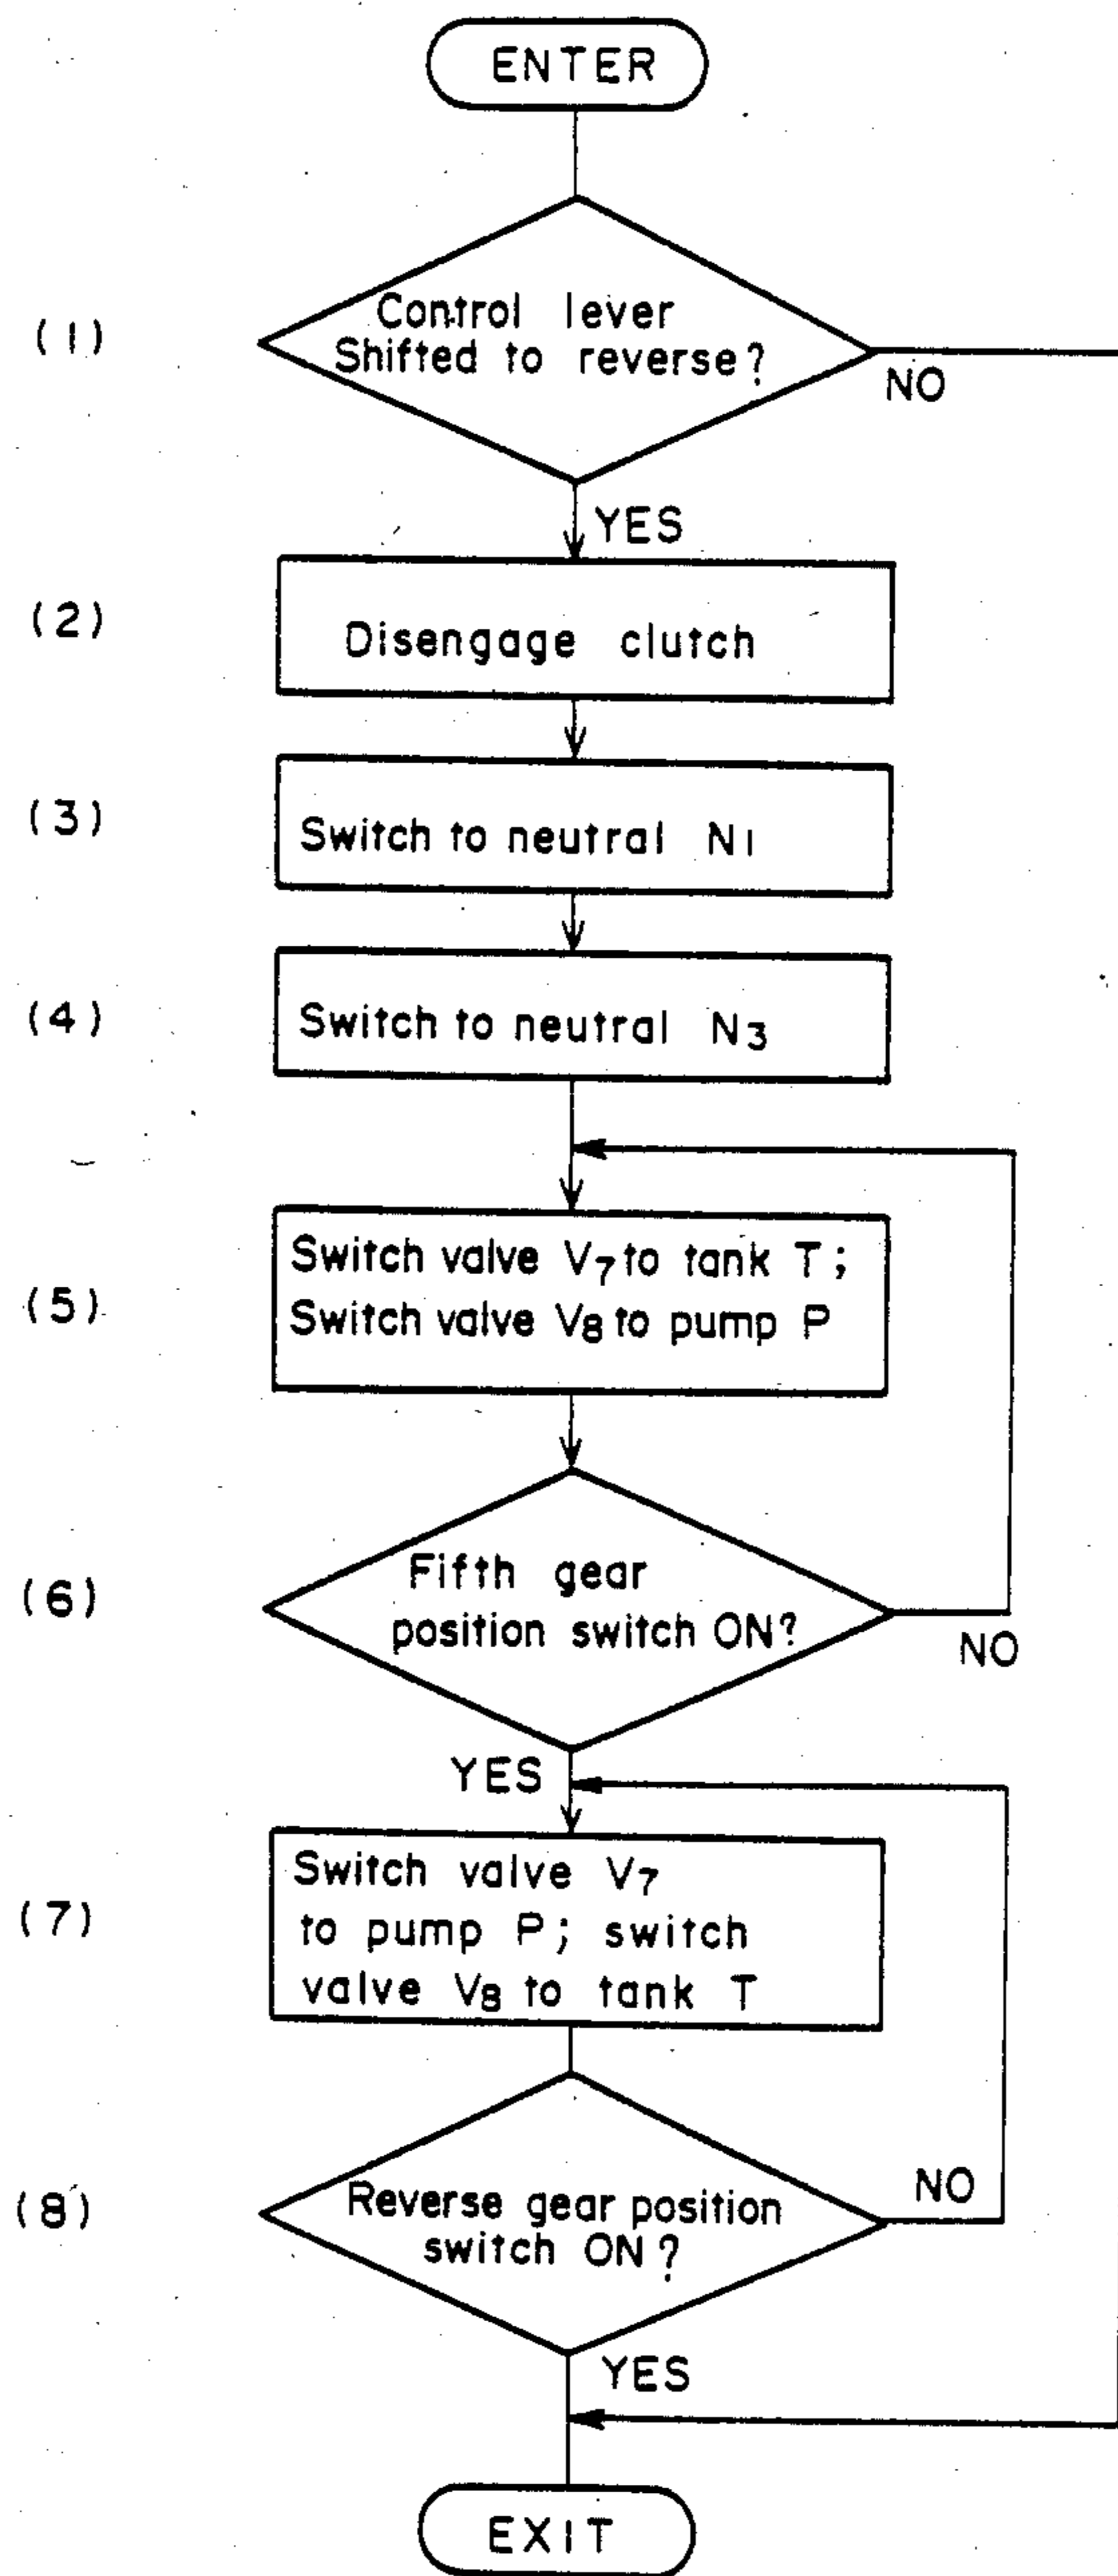 ENTER
(1)
Control lever
Shifted to reverse?
NO
YES
(2)
Disengage clutch
(3)
Switch to neutral N1
(4)
Switch to neutral N3
(5)
Switch valve V7 to tank T;
Switch valve V8 to pump P
(6)
Fifth gear
position switch ON?
NO
YES
(7)
Switch valve V7
to pump P; switch
valve V8 to tank T
(8)
Reverse gear position
switch ON?
NO
YES
EXIT